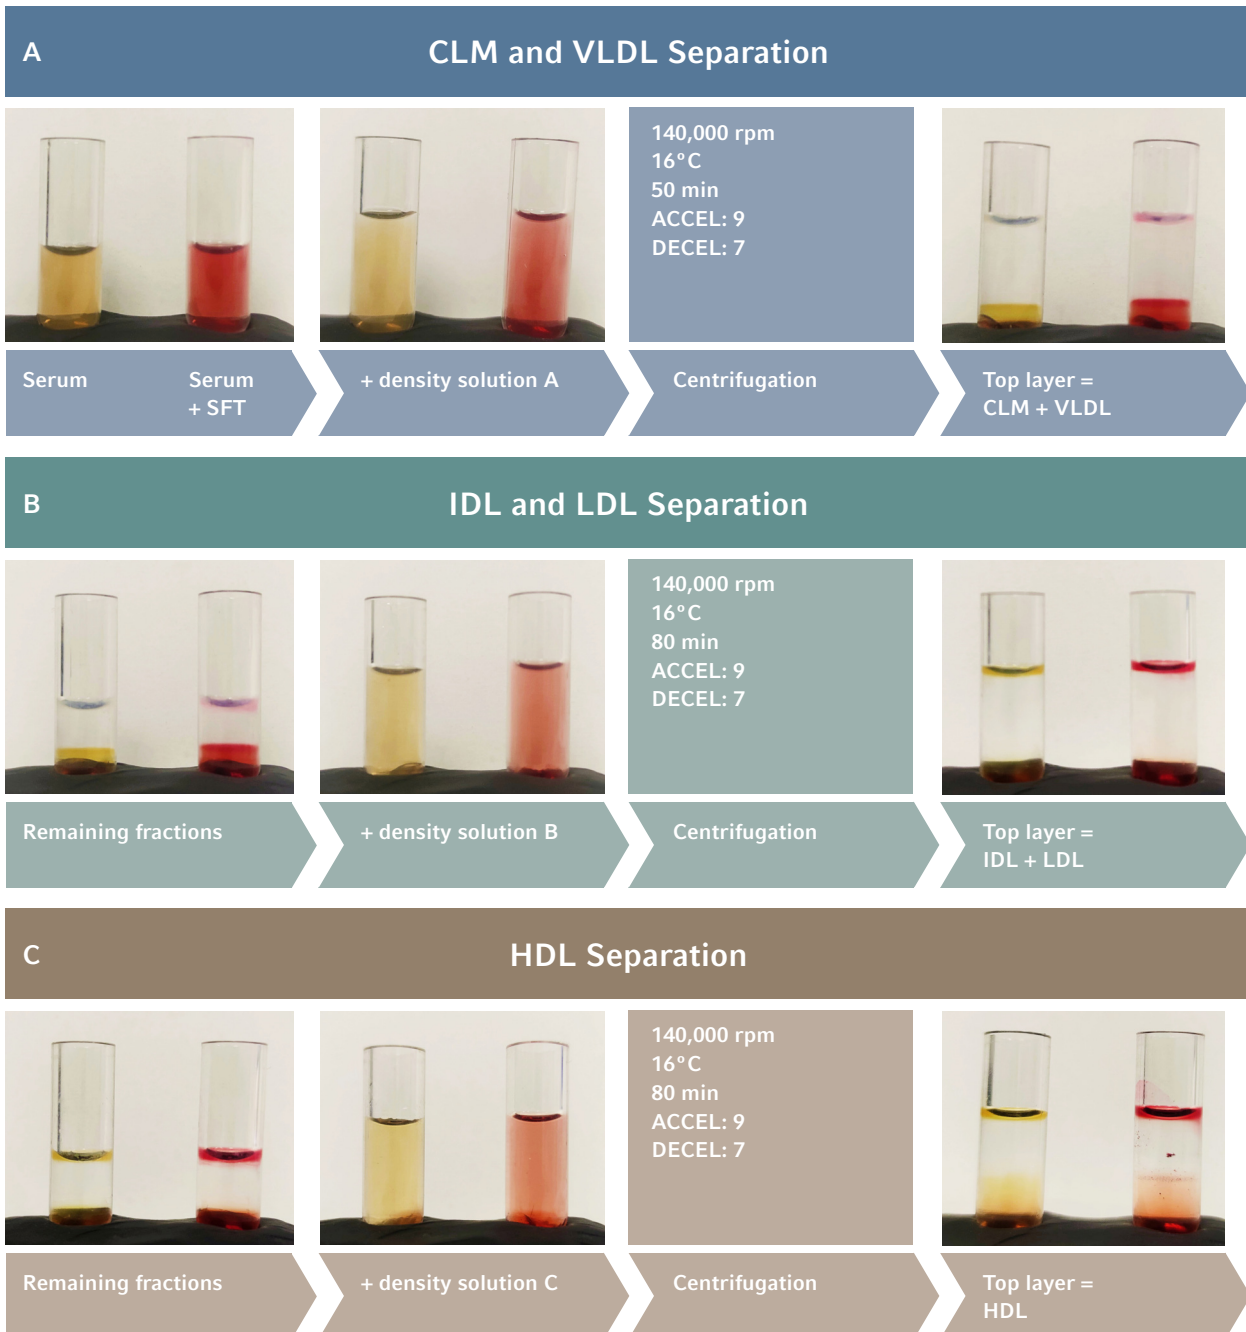 A
CLM and VLDL Separation
140,000 rpm
16°C
50 min
ACCEL: 9
DECEL: 7
Serum
Serum
+ SFT
+ density solution A
Centrifugation
Top layer =
CLM + VLDL
B
IDL and LDL Separation
140,000 rpm
16°C
80 min
ACCEL: 9
DECEL: 7
Remaining fractions
+ density solution B
Centrifugation
Top layer =
IDL + LDL
C
HDL Separation
140,000 rpm
16°C
80 min
ACCEL: 9
DECEL: 7
Remaining fractions
+ density solution C
Centrifugation
Top layer =
HDL